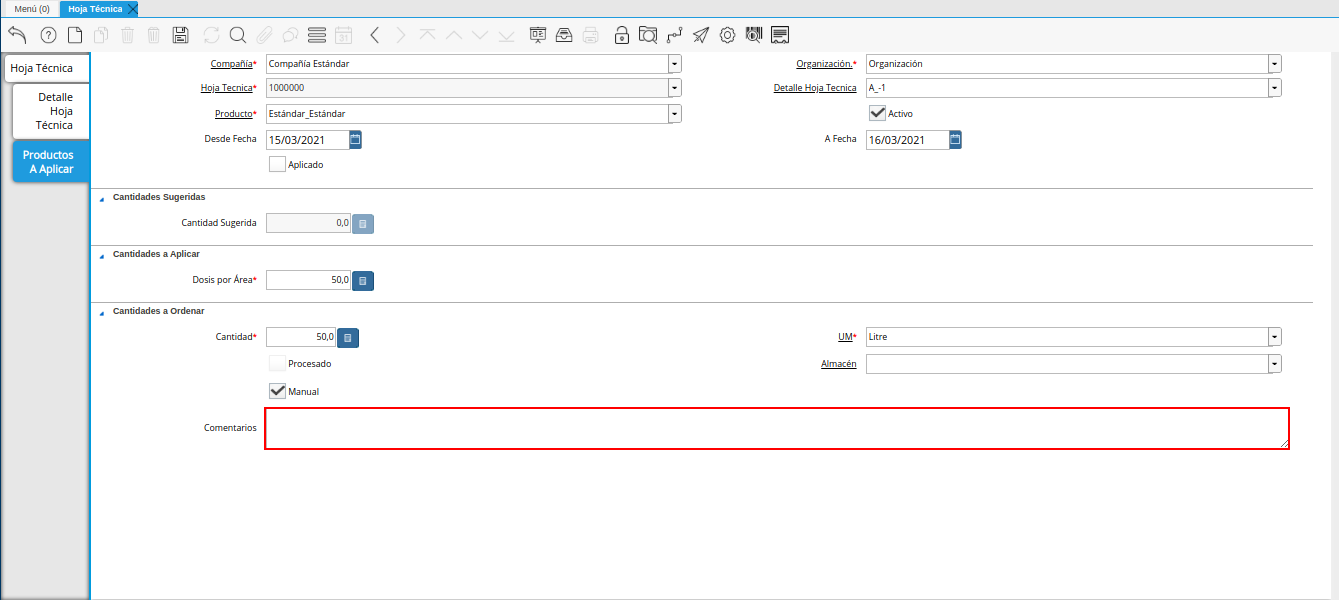 Menú (0) Hoja Técnica
31
Hoja Técnica
Detalle
Hoja
Técnica
Productos
A Aplicar
Compañía* Compañía Estándar Organización.* Organización
Hoja Tecnica* 1000000 Detalle Hoja Tecnica A_-1
Producto* Estándar_Estándar Activo
Desde Fecha 15/03/2021 A Fecha 16/03/2021
Aplicado
Cantidades Sugeridas
Cantidad Sugerida 0,0
Cantidades a Aplicar
Dosis por Área* 50,0
Cantidades a Ordenar
Cantidad* 50,0 UM* Litre
Procesado Almacén
Manual
Comentarios